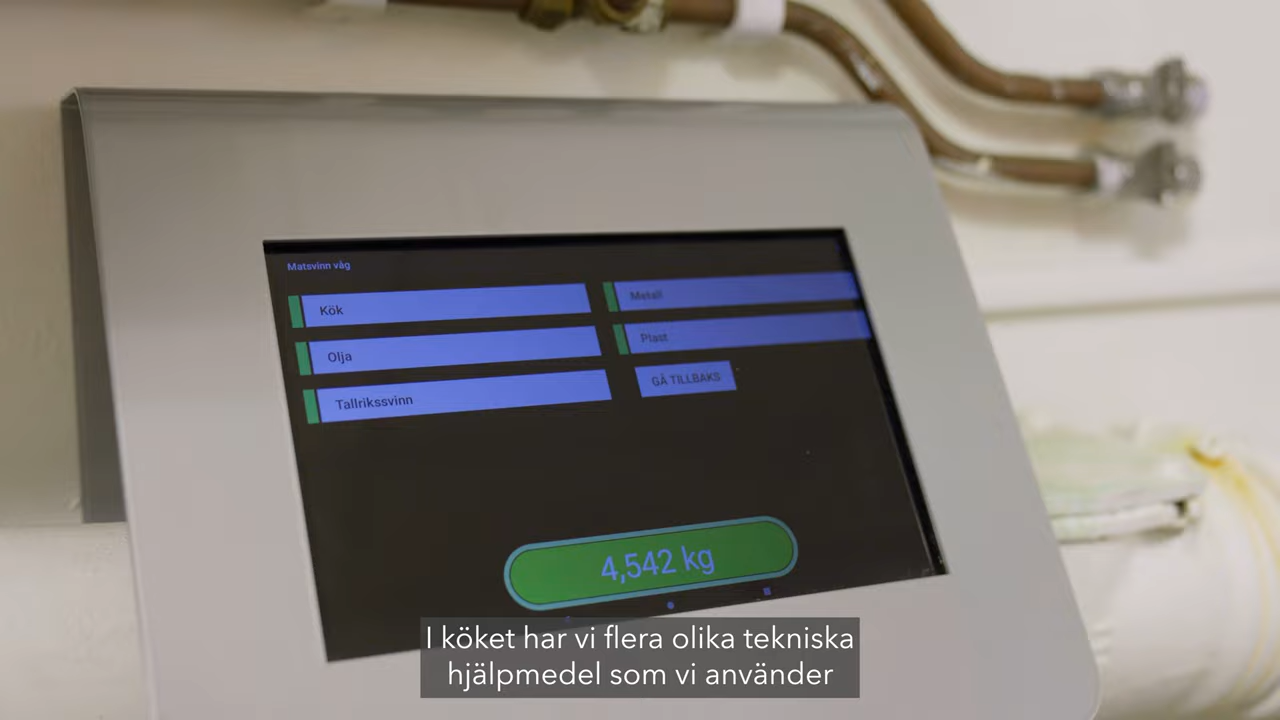 Matsvinn våg
Kök
Olja
Tallrikssvinn
Metall
Plast
GÅ TILLBAKS
4,542 kg
I köket har vi flera olika tekniska
hjälpmedel som vi använder